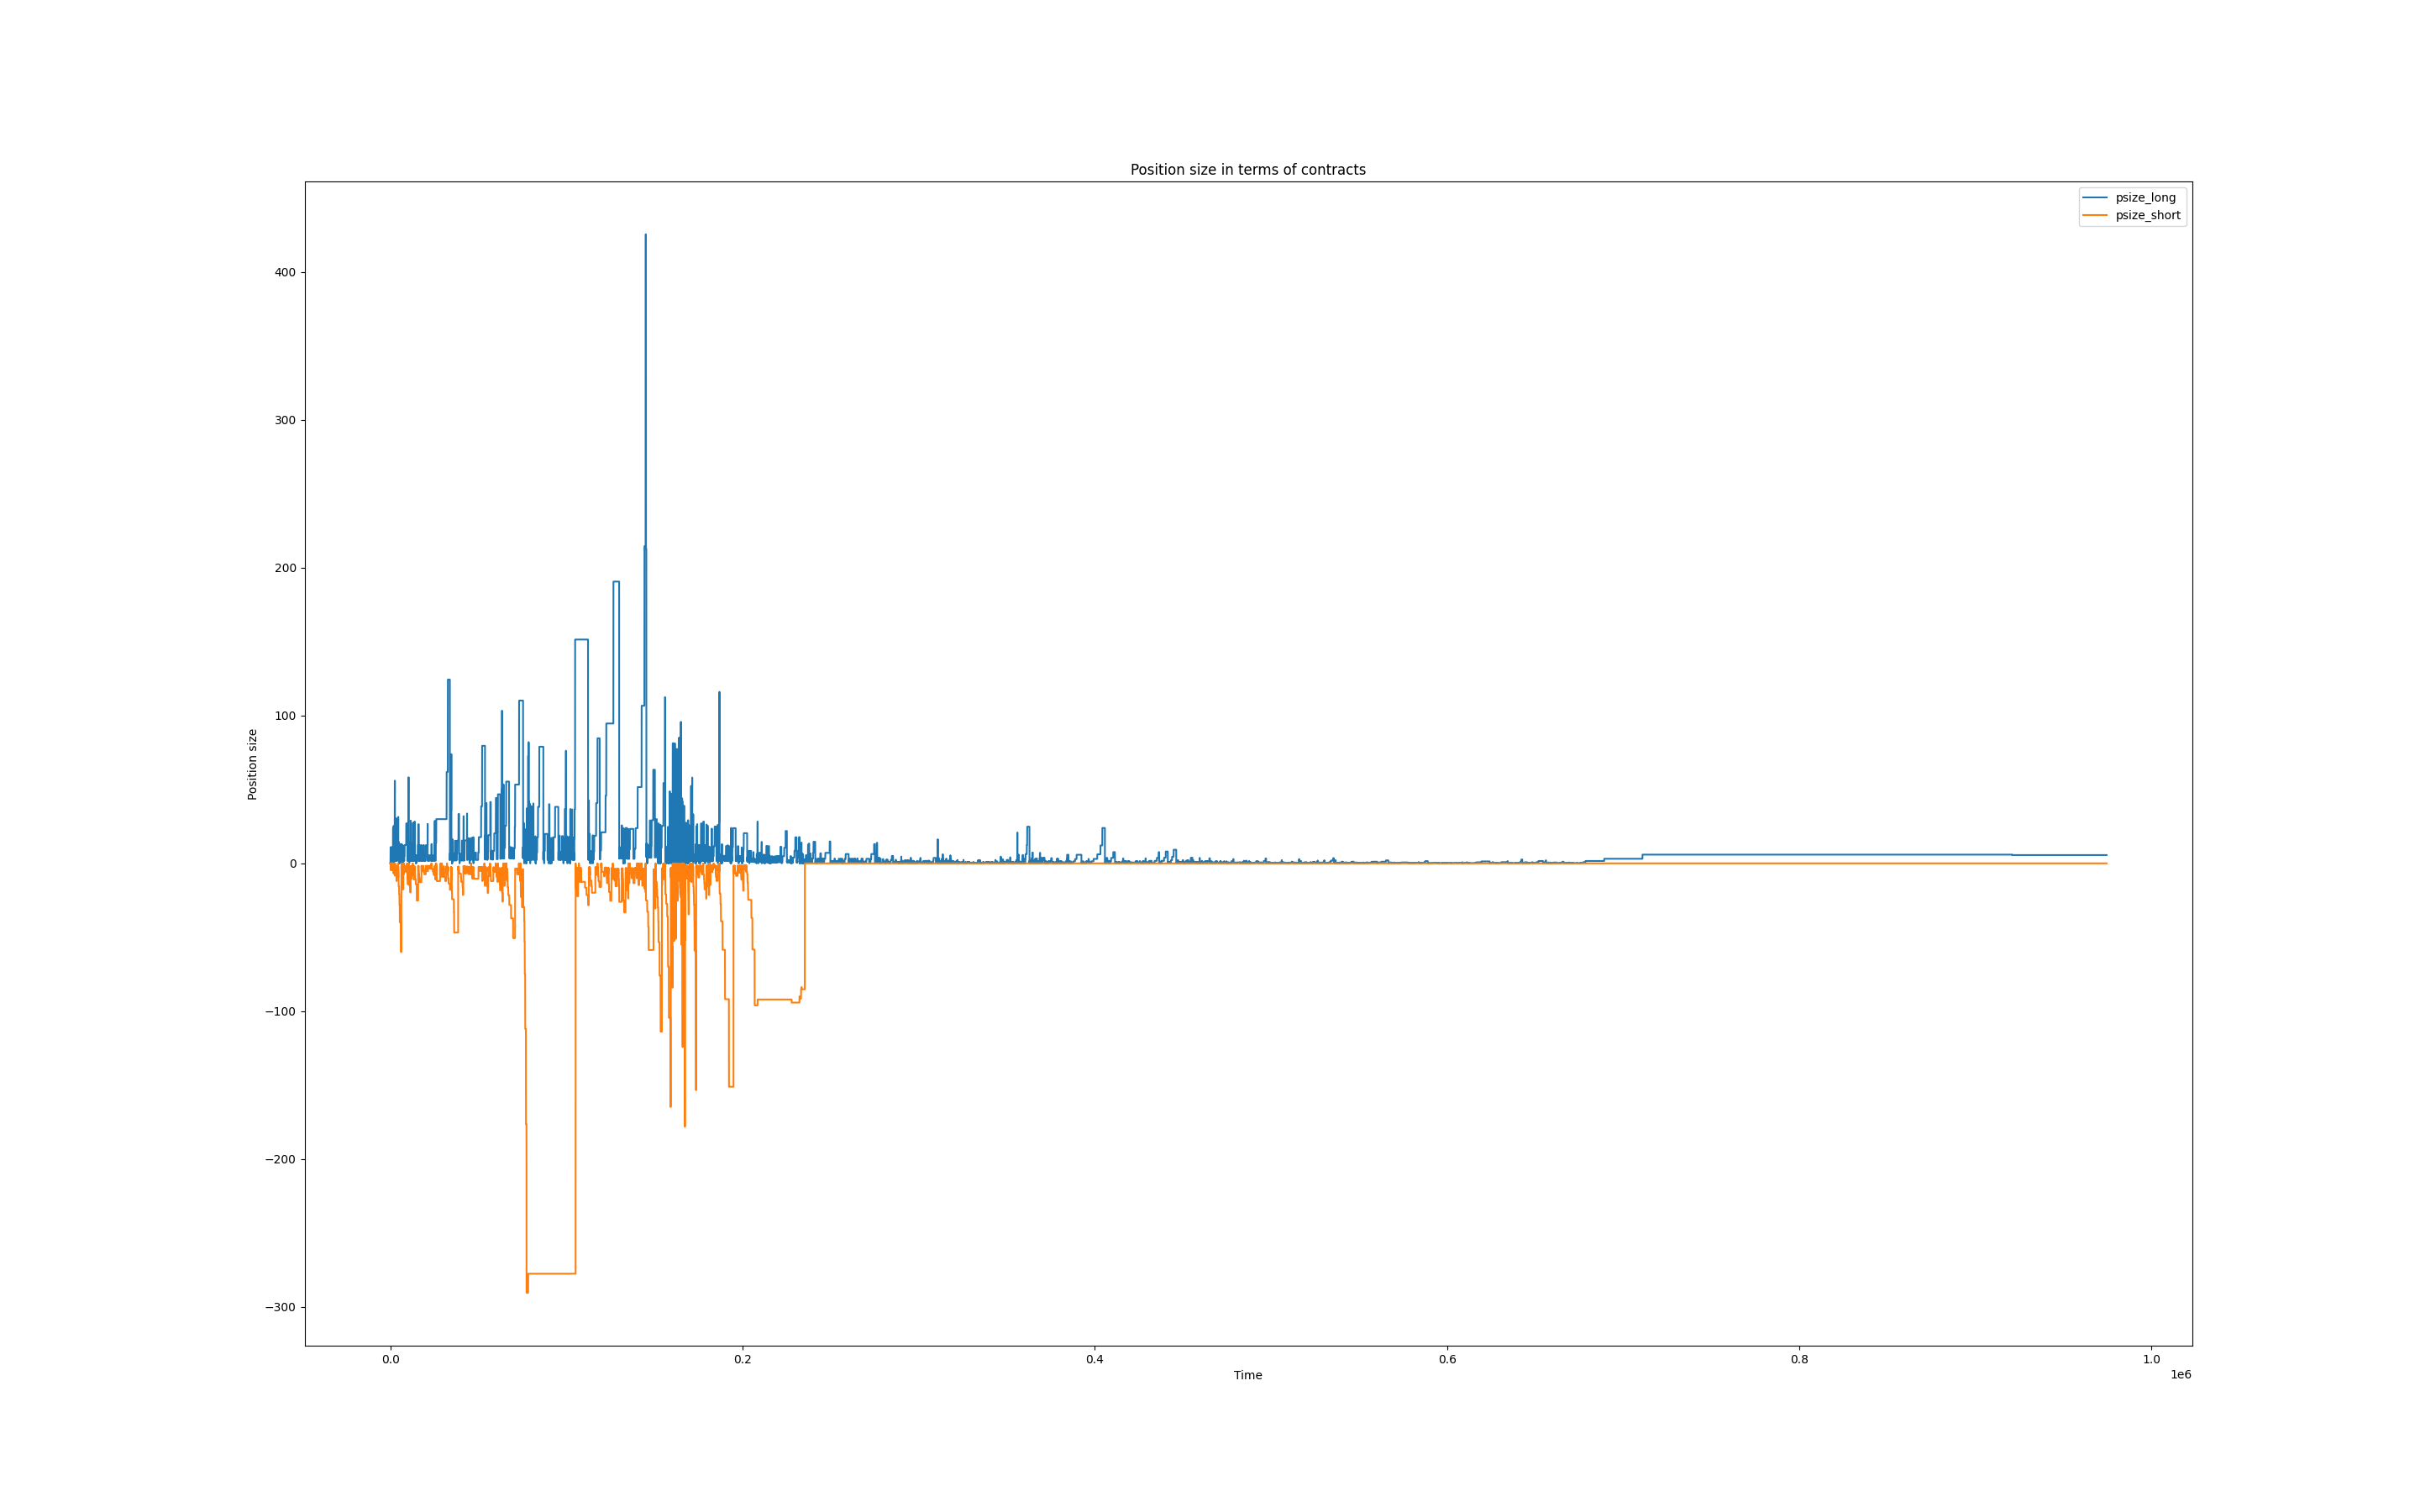 Position size in terms of contracts
psize_long
psize_short
Position size
400
300
200
100
0
−100
−200
−300
0.0 0.2 0.4 0.6 0.8 1.0
Time
1e6